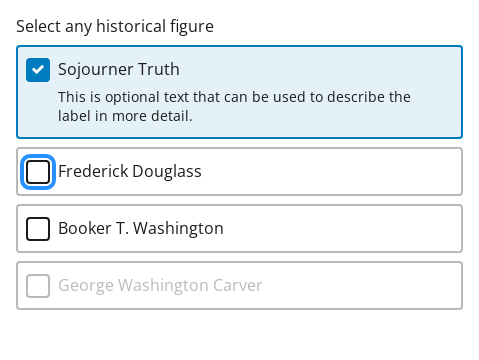 Select any historical figure
Sojourner Truth
This is optional text that can be used to describe the
label in more detail.
Frederick Douglass
Booker T. Washington
George Washington Carver